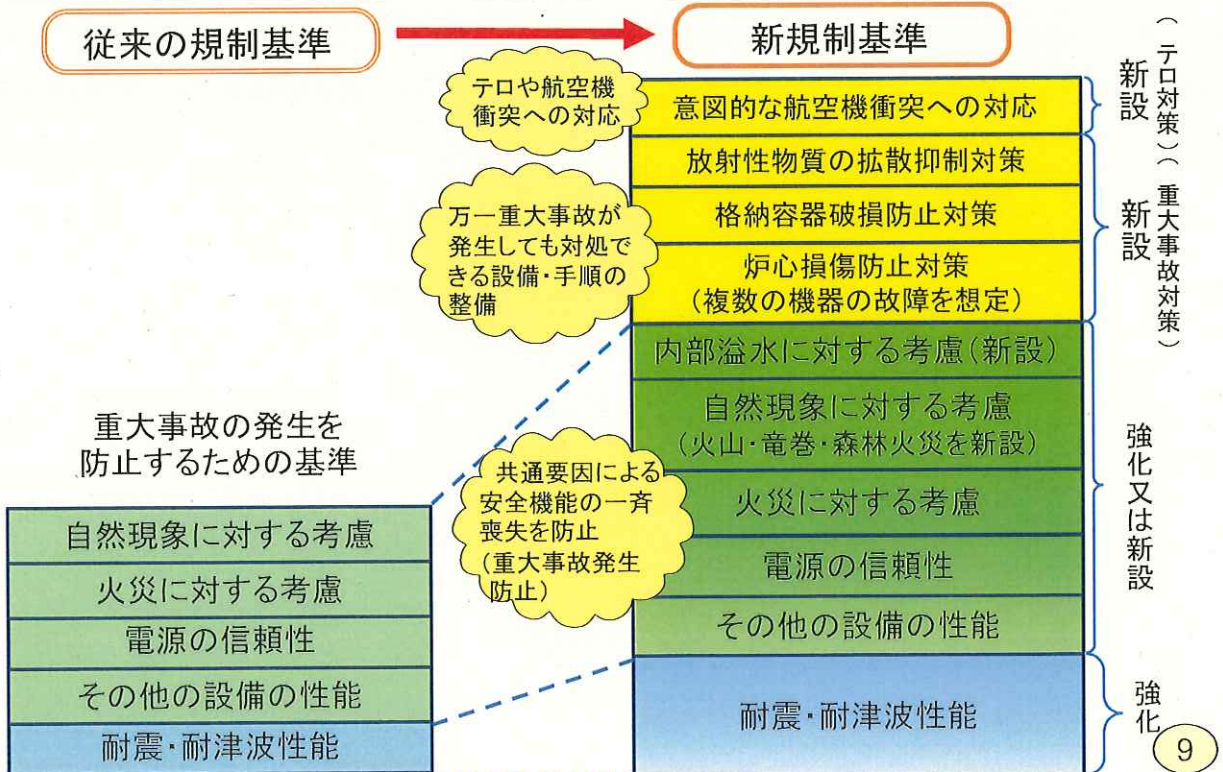 従来の規制基準
新規制基準
テロや航空機
衝突への対応
万一重大事故が
発生しても対処で
きる設備・手順の
整備
共通要因による
安全機能の一斉
喪失を防止
(重大事故発生
防止)
重大事故の発生を
防止するための基準
自然現象に対する考慮
火災に対する考慮
電源の信頼性
その他の設備の性能
耐震・耐津波性能
意図的な航空機衝突への対応
放射性物質の拡散抑制対策
格納容器破損防止対策
炉心損傷防止対策
(複数の機器の故障を想定)
内部溢水に対する考慮(新設)
自然現象に対する考慮
(火山・竜巻・森林火災を新設)
火災に対する考慮
電源の信頼性
その他の設備の性能
耐震・耐津波性能
(テロ対策)
新設
(重大事故対策)
新設
強化又は新設
強化
9